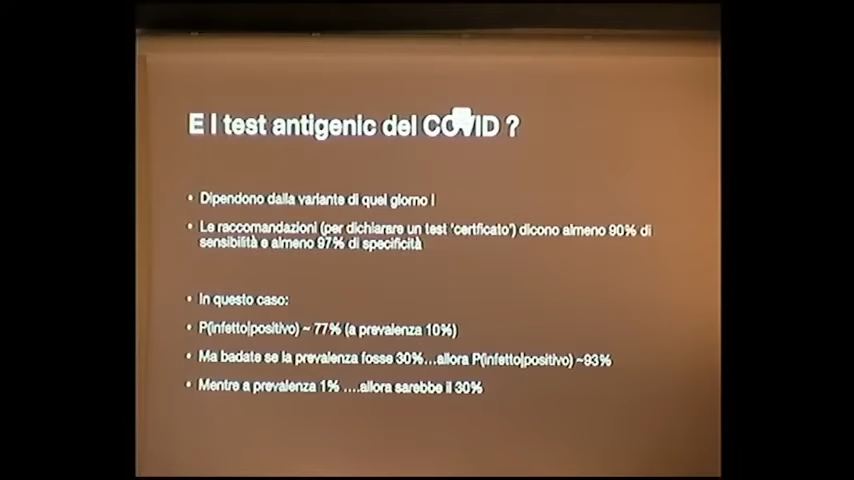 E I test antigenic del COVID ?
• Dipendono dalla variante di quel giorno !
• Le raccomandazioni (per dichiarare un test 'certficato') dicono almeno 90% di
sensibilità e almeno 97% di specificità
• In questo caso:
• P(infetto|positivo) ~ 77% (a prevalenza 10%)
• Ma badate se la prevalenza fosse 30%...allora P(infetto|positivo) ~93%
• Mentre a prevalenza 1% ....allora sarebbe il 30%